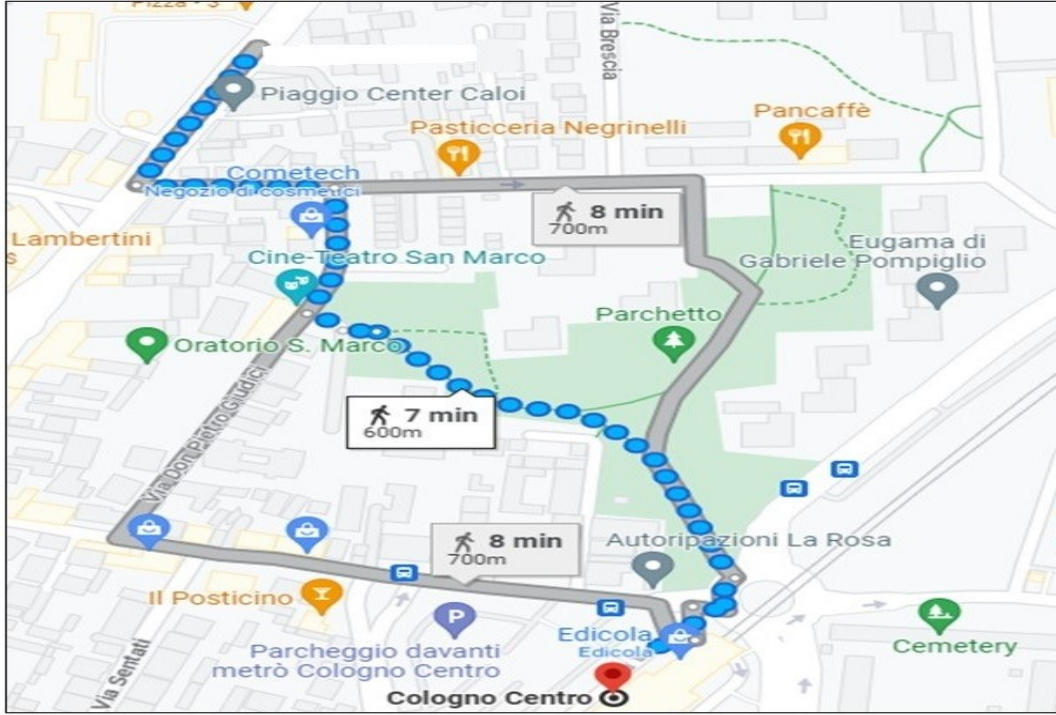 Pizza - S
Via Brescia
Piaggio Center Caloi
Pancaffè
Pasticceria Negrinelli
Cometech
Negozio di cosmetici
8 min
700m
Lambertini
s
Eugama di
Gabriele Pompiglio
Cine-Teatro San Marco
Parchetto
Oratorio S. Marco
7 min
600m
Via Don Pietro Giudici
8 min
700m
Autoripazioni La Rosa
Il Posticino
P
Edicola
Edicola
Cemetery
Parcheggio davanti
metrò Cologno Centro
Via Sentati
Cologno Centro